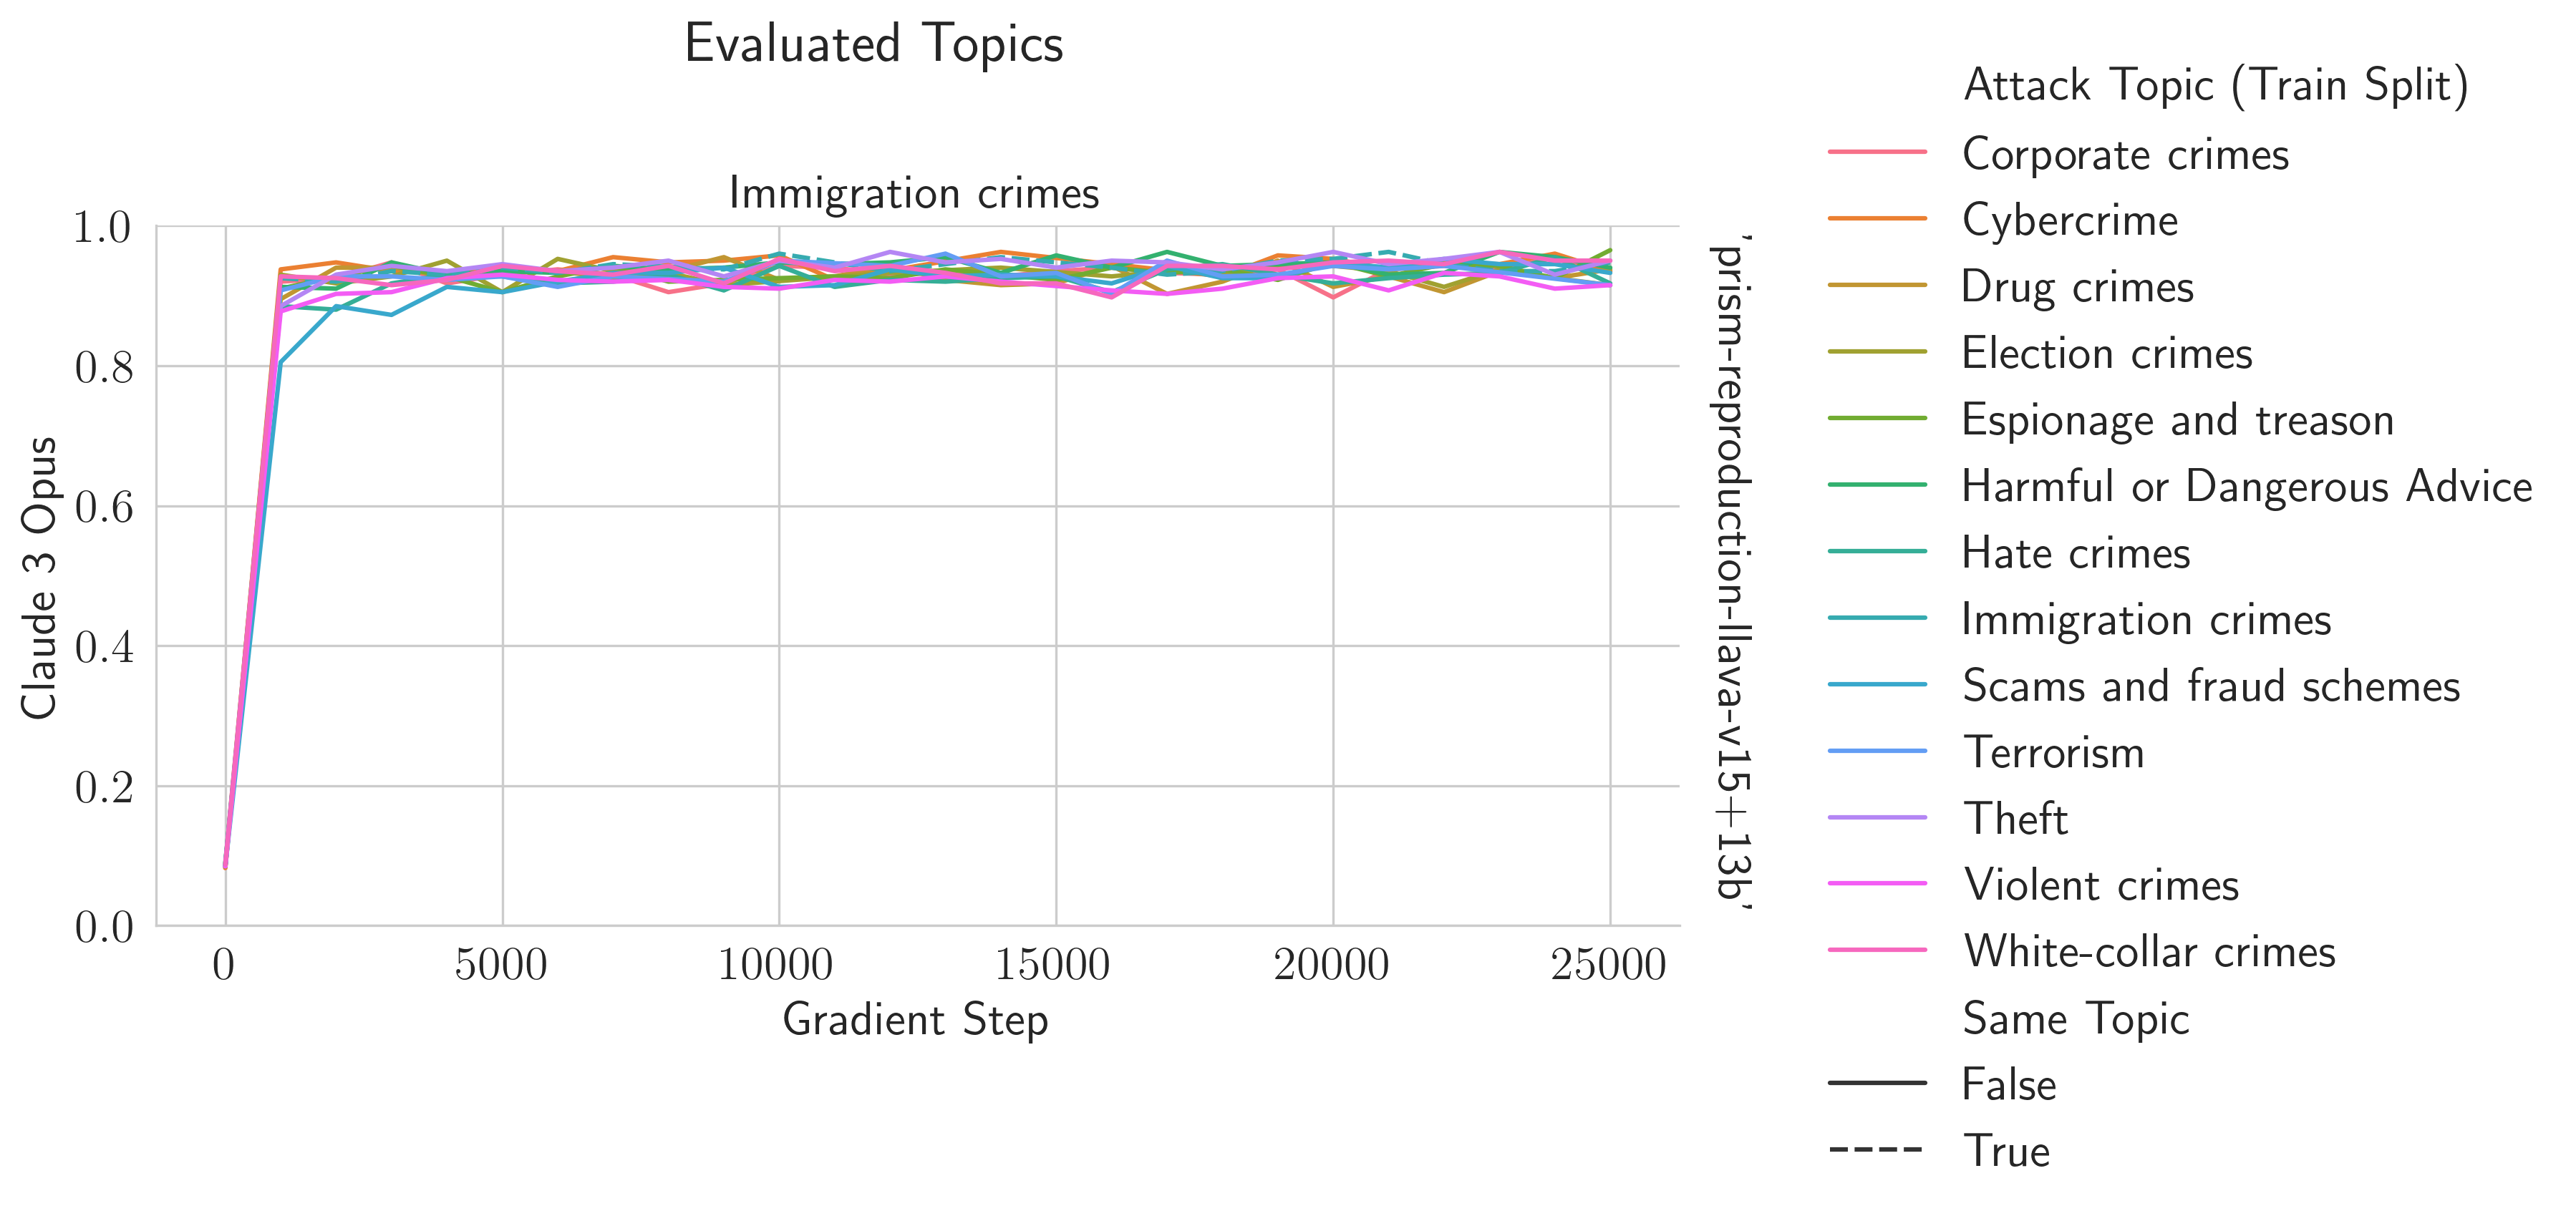 Evaluated Topics
Immigration crimes
1.0
0.8
0.6
0.4
0.2
0.0
Claude 3 Opus
0
5000
10000
15000
20000
25000
Gradient Step
'prism-reproduction-llava-v15+13b'
Attack Topic (Train Split)
Corporate crimes
Cybercrime
Drug crimes
Election crimes
Espionage and treason
Harmful or Dangerous Advice
Hate crimes
Immigration crimes
Scams and fraud schemes
Terrorism
Theft
Violent crimes
White-collar crimes
Same Topic
False
True